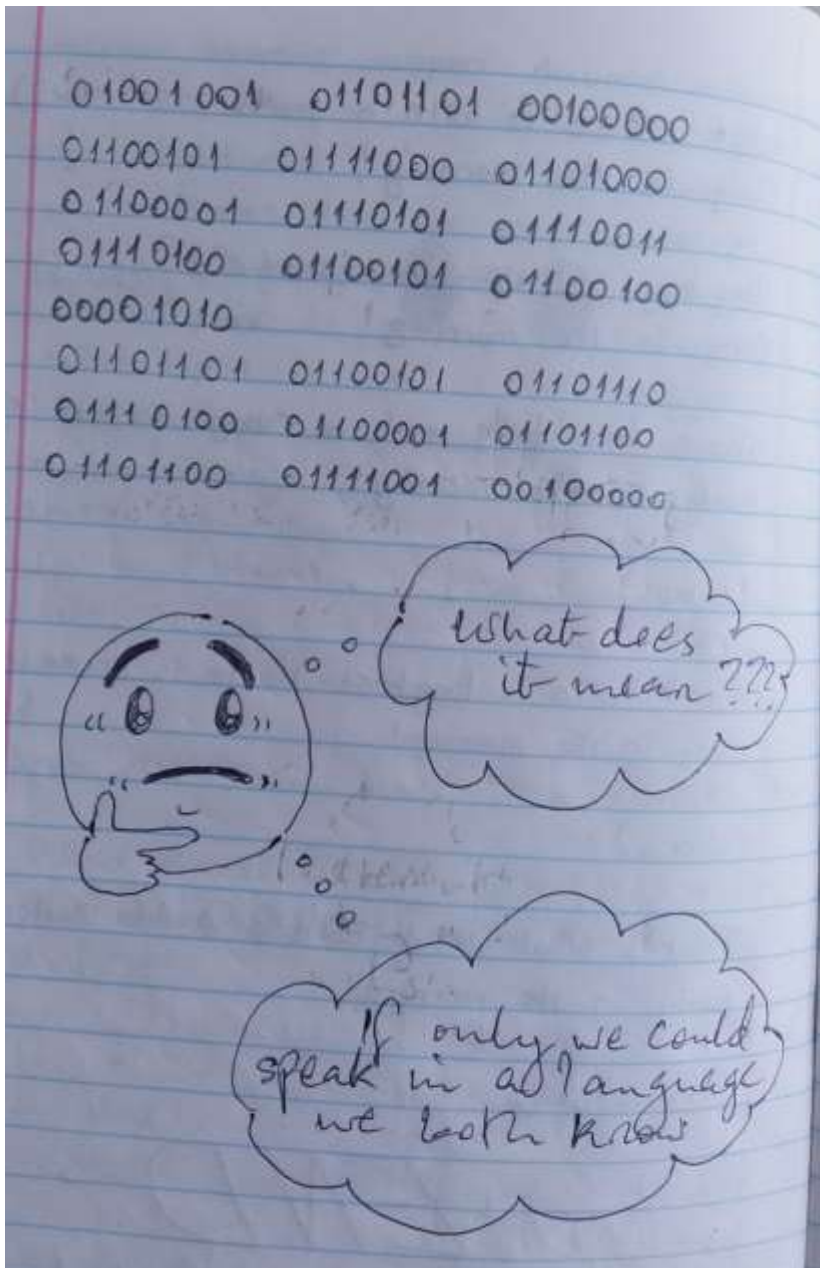 01001001 01101101 00100000
01100101 01111000 01101000
01100001 01110101 01110011
01110100 01100101 01100100
00001010
01101101 01100101 01101110
01110100 01100001 01101100
01101100 01111001 00100000
what does
it mean ???
If only we could
speak in a language
we both know